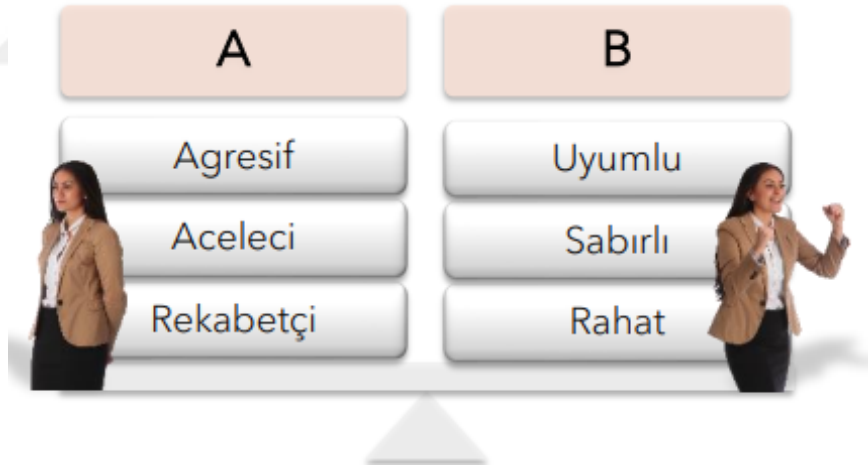 A
B
Agresif
Uyumlu
Aceleci
Sabırlı
Rekabetçi
Rahat